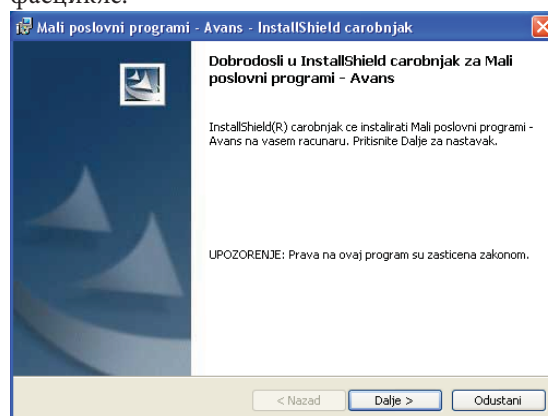 фасцикле.
Mali poslovni programi - Avans - InstallShield carobnjak
Dobrodosli u InstallShield carobnjak za Mali
poslovni programi - Avans
InstallShield(R) carobnjak ce instalirati Mali poslovni programi -
Avans na vasem racunaru. Pritisnite Dalje za nastavak.
UPOZORENJE: Prava na ovaj program su zasticena zakonom.
< Nazad
Dalje >
Odustani